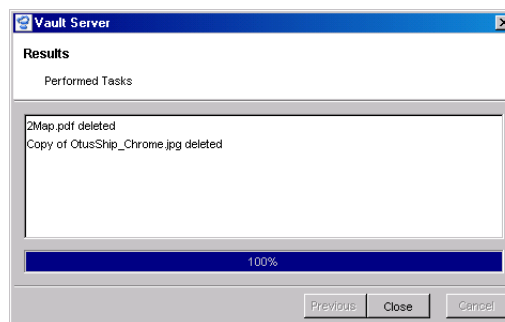 Vault Server
Results
Performed Tasks
2Map.pdf deleted
Copy of OtusShip_Chrome.jpg deleted
100%
Previous Close Cancel